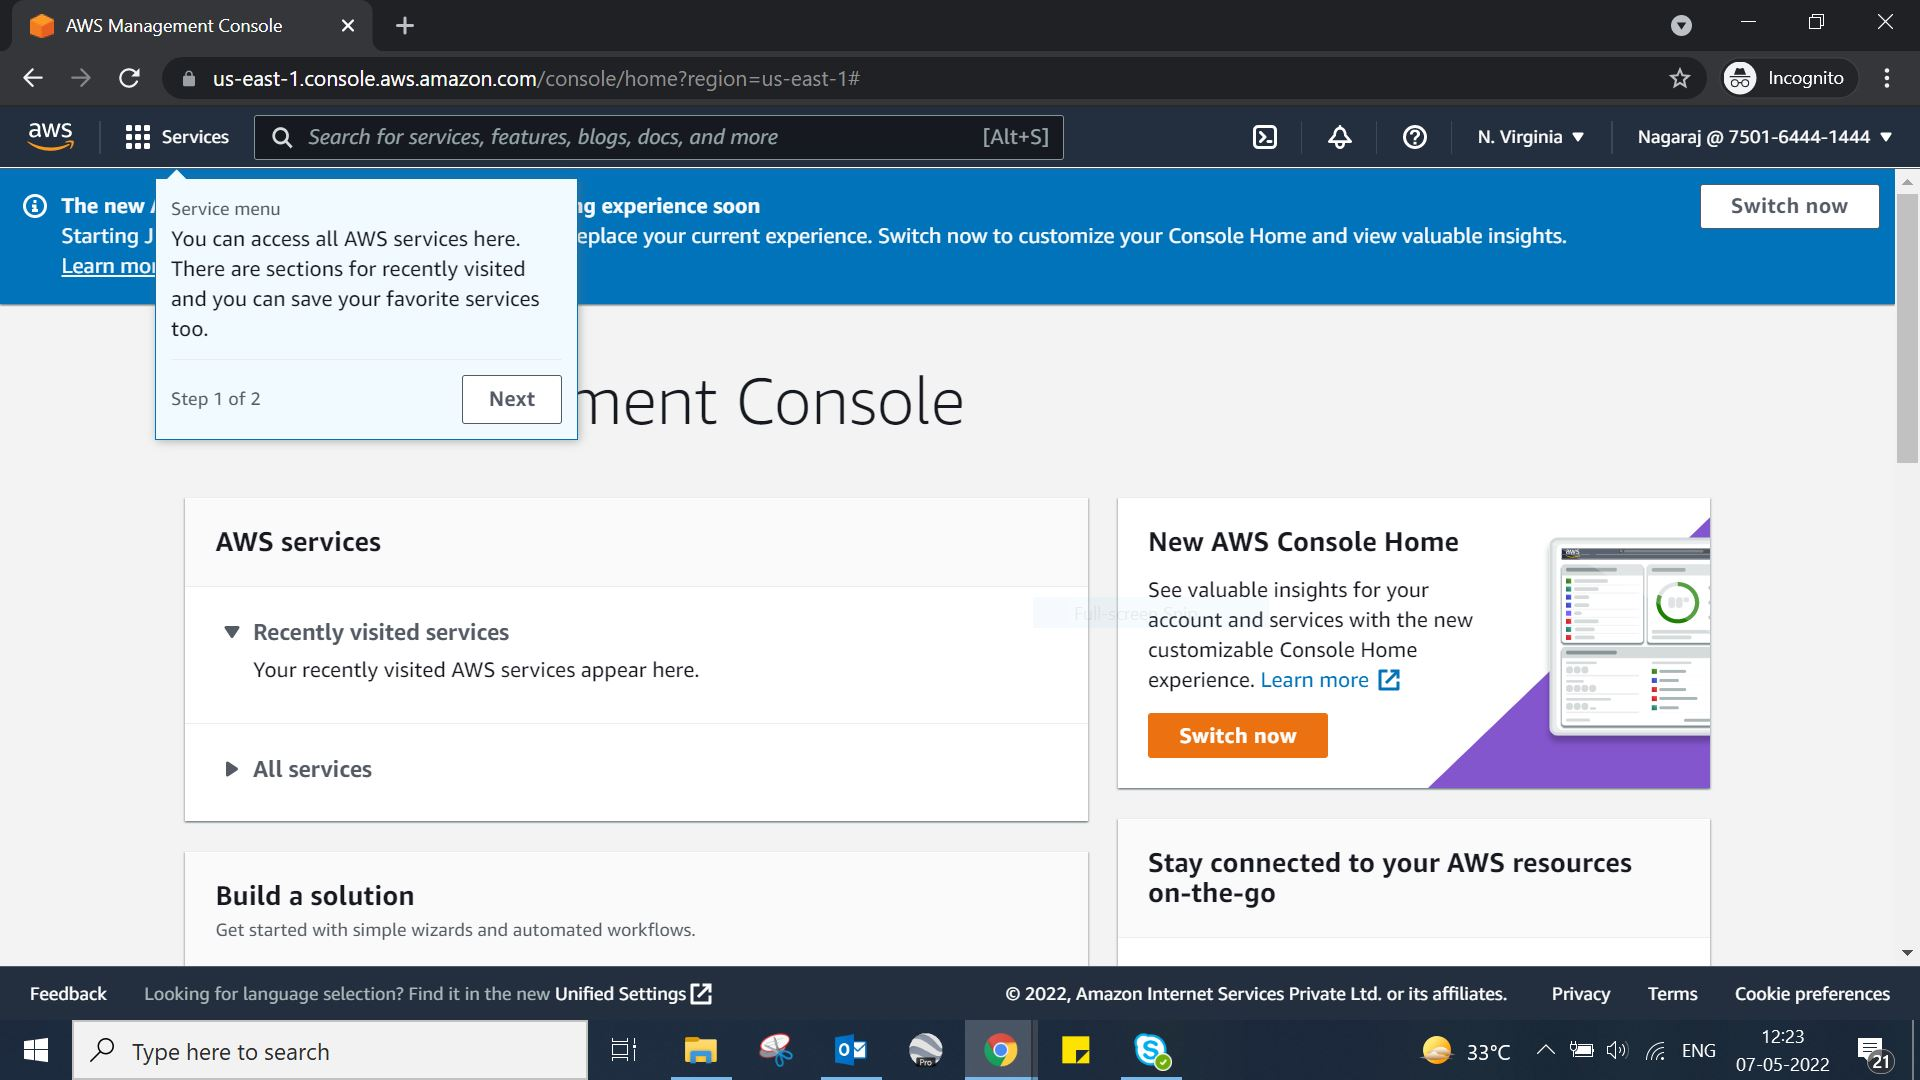 AWS Management Console
us-east-1.console.aws.amazon.com/console/home?region=us-east-1#
Incognito
aws
Services
Search for services, features, blogs, docs, and more
[Alt+S]
N. Virginia
Nagaraj @ 7501-6444-1444
The new
ng experience soon
Starting J
eplace your current experience. Switch now to customize your Console Home and view valuable insights.
Learn mor
Switch now
Service menu
You can access all AWS services here.
There are sections for recently visited
and you can save your favorite services
too.
Step 1 of 2
Next
ment Console
AWS services
Recently visited services
Your recently visited AWS services appear here.
All services
Build a solution
Get started with simple wizards and automated workflows.
New AWS Console Home
See valuable insights for your
account and services with the new
customizable Console Home
experience. Learn more
Full-screen Snip
Switch now
aws
Stay connected to your AWS resources
on-the-go
Feedback
Looking for language selection? Find it in the new Unified Settings
© 2022, Amazon Internet Services Private Ltd. or its affiliates.
Privacy
Terms
Cookie preferences
Type here to search
Pro
33°C
ENG
12:23
07-05-2022
21